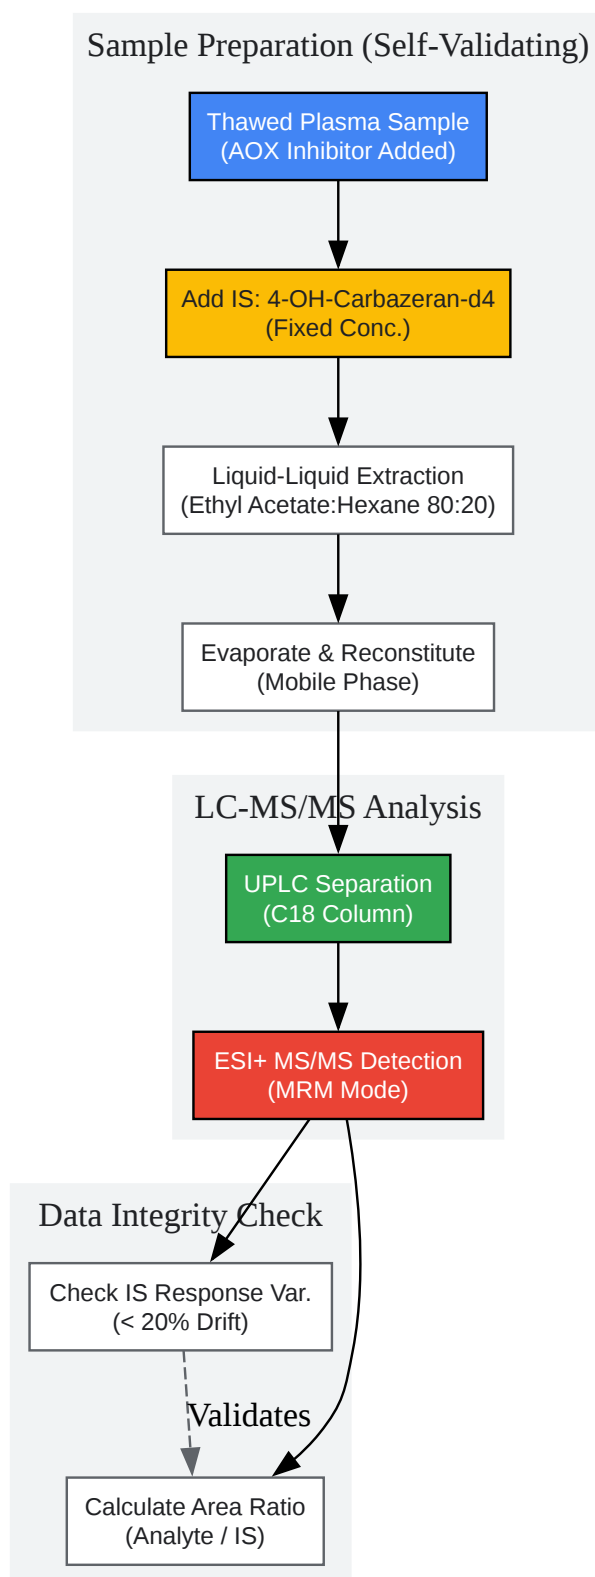 Sample Preparation (Self-Validating)
Thawed Plasma Sample
(AOX Inhibitor Added)
Add IS: 4-OH-Carbazeran-d4
(Fixed Conc.)
Liquid-Liquid Extraction
(Ethyl Acetate:Hexane 80:20)
Evaporate & Reconstitute
(Mobile Phase)
LC-MS/MS Analysis
UPLC Separation
(C18 Column)
ESI+ MS/MS Detection
(MRM Mode)
Data Integrity Check
Check IS Response Var.
(< 20% Drift)
Validates
Calculate Area Ratio
(Analyte / IS)